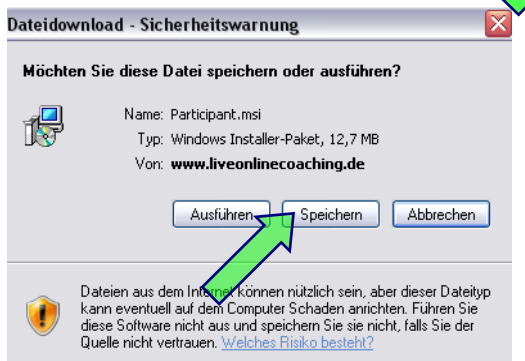 Dateidownload - Sicherheitswarnung
Möchten Sie diese Datei speichern oder ausführen?
Name: Participant.msi
Typ: Windows Installer-Paket, 12,7 MB
Von: www.liveonlinecoaching.de
Ausführen Speichern Abbrechen
Dateien aus dem Internet können nützlich sein, aber dieser Dateityp
kann eventuell auf dem Computer Schaden anrichten. Führen Sie
diese Software nicht aus und speichern Sie sie nicht, falls Sie der
Quelle nicht vertrauen. Welches Risiko besteht?